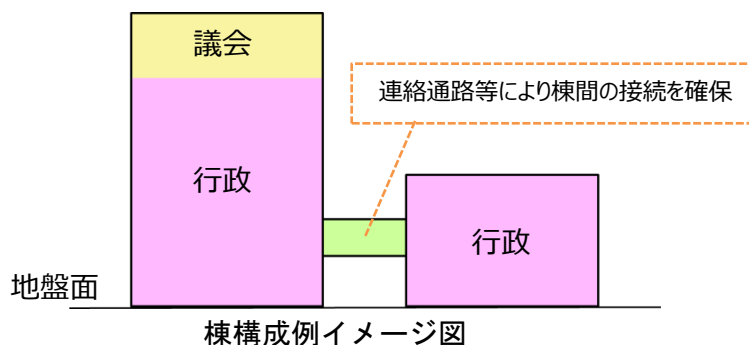 議会
連絡通路等により棟間の接続を確保
行政
行政
地盤面
棟構成例イメージ図